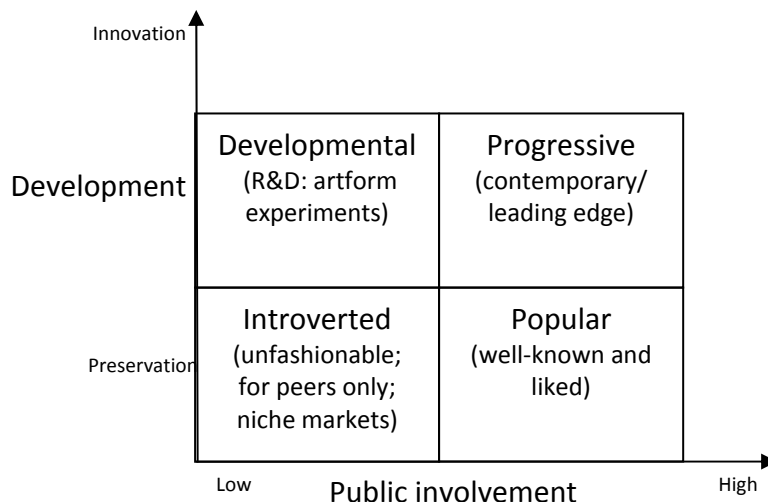 Innovation
Developmental
(R&D: artform
experiments)
Progressive
(contemporary/
leading edge)
Development
Introverted
(unfashionable;
for peers only;
niche markets)
Popular
(well-known and
liked)
Preservation
Low
Public involvement
High